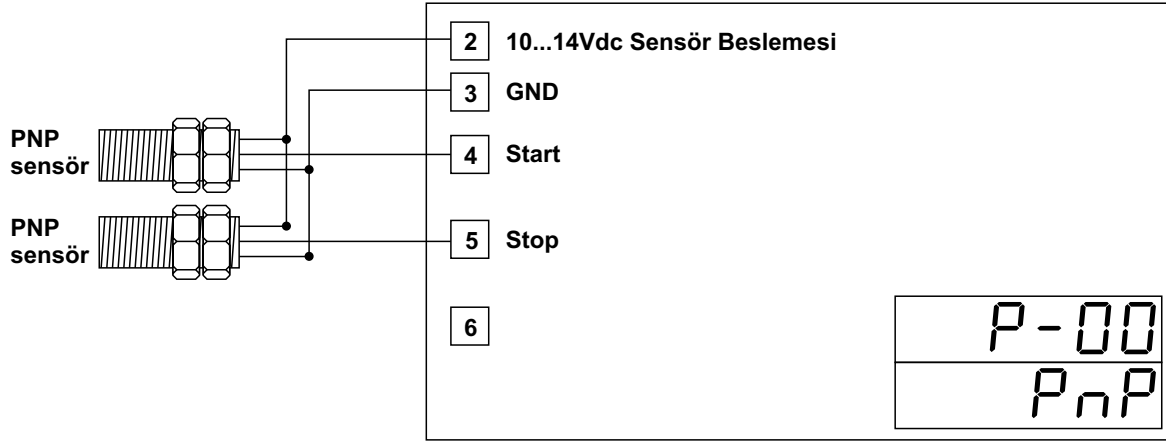 2 10...14Vdc Sensör Beslemesi
3 GND
PNP
sensör
4 Start
PNP
sensör
5 Stop
6
P-00
PnP